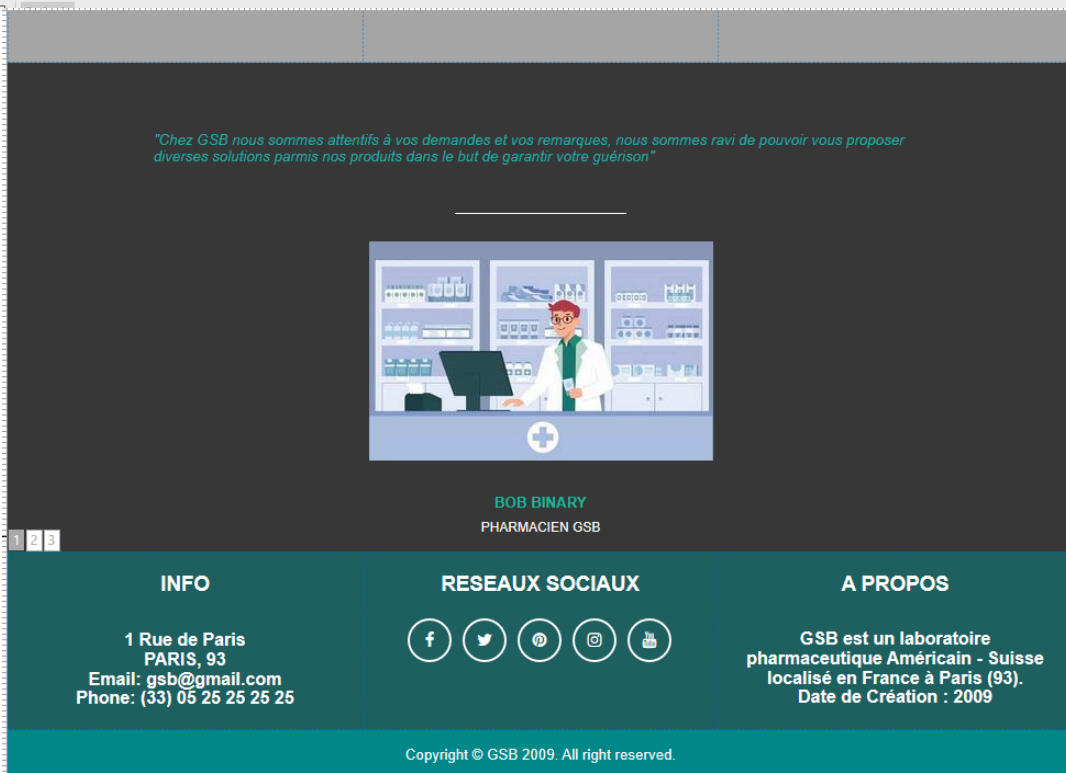 "Chez GSB nous sommes attentifs à vos demandes et vos remarques, nous sommes ravi de pouvoir vous proposer
diverses solutions parmis nos produits dans le but de garantir votre guérison"
BOB BINARY
PHARMACIEN GSB
1 2 3
INFO
1 Rue de Paris
PARIS, 93
Email: gsb@gmail.com
Phone: (33) 05 25 25 25 25
RESEAUX SOCIAUX
You Tube
A PROPOS
GSB est un laboratoire
pharmaceutique Américain - Suisse
localisé en France à Paris (93).
Date de Création : 2009
Copyright © GSB 2009. All right reserved.